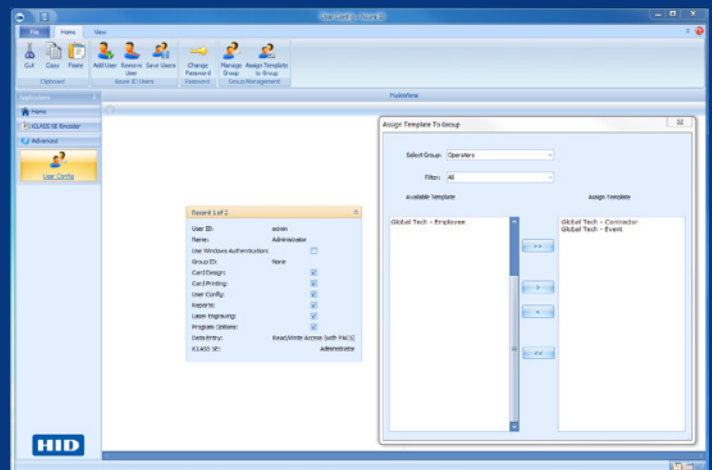 User Config - Asure ID
File Home View
Cut Copy Paste
Add User Remove User Save Users
Change Password
Manage Group Assign Template to Group
Clipboard Asure ID Users Password Group Management
Applications
MainView
Home
iCLASS SE Encoder
Advanced
User Config
Assign Template To Group
Select Group: Operators
Filter: All
Available Template Assign Template
Global Tech - Employee
Global Tech - Contractor
Global Tech - Event
>>
>
<
<<
Record 1 of 2
User ID: admin
Name: Administrator
Use Windows Authentication:
Group ID: None
Card Design:
Card Printing:
User Config:
Reports:
Laser Engraving:
Program Options:
Data Entry: Read/Write Access (with PACS)
iCLASS SE: Administrator
HID